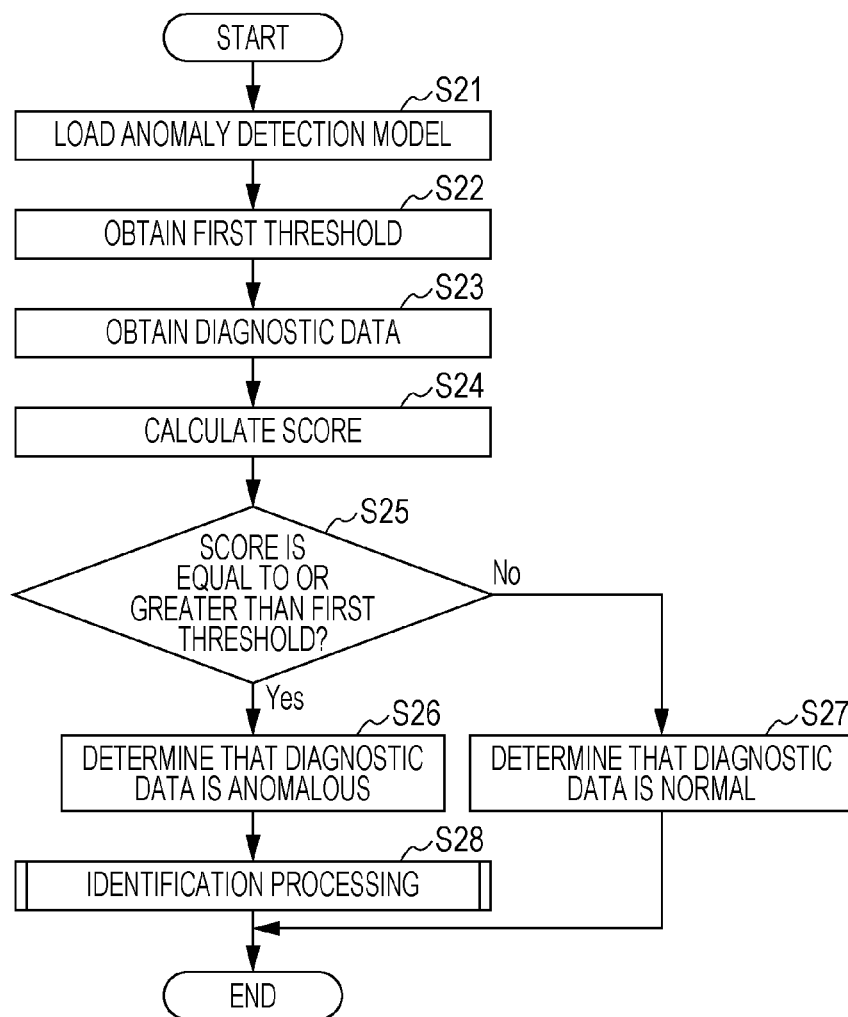 START
S21
LOAD ANOMALY DETECTION MODEL
S22
OBTAIN FIRST THRESHOLD
S23
OBTAIN DIAGNOSTIC DATA
S24
CALCULATE SCORE
S25
SCORE IS
EQUAL TO OR
GREATER THAN FIRST
THRESHOLD?
No
Yes
S26
DETERMINE THAT DIAGNOSTIC
DATA IS ANOMALOUS
S27
DETERMINE THAT DIAGNOSTIC
DATA IS NORMAL
S28
IDENTIFICATION PROCESSING
END